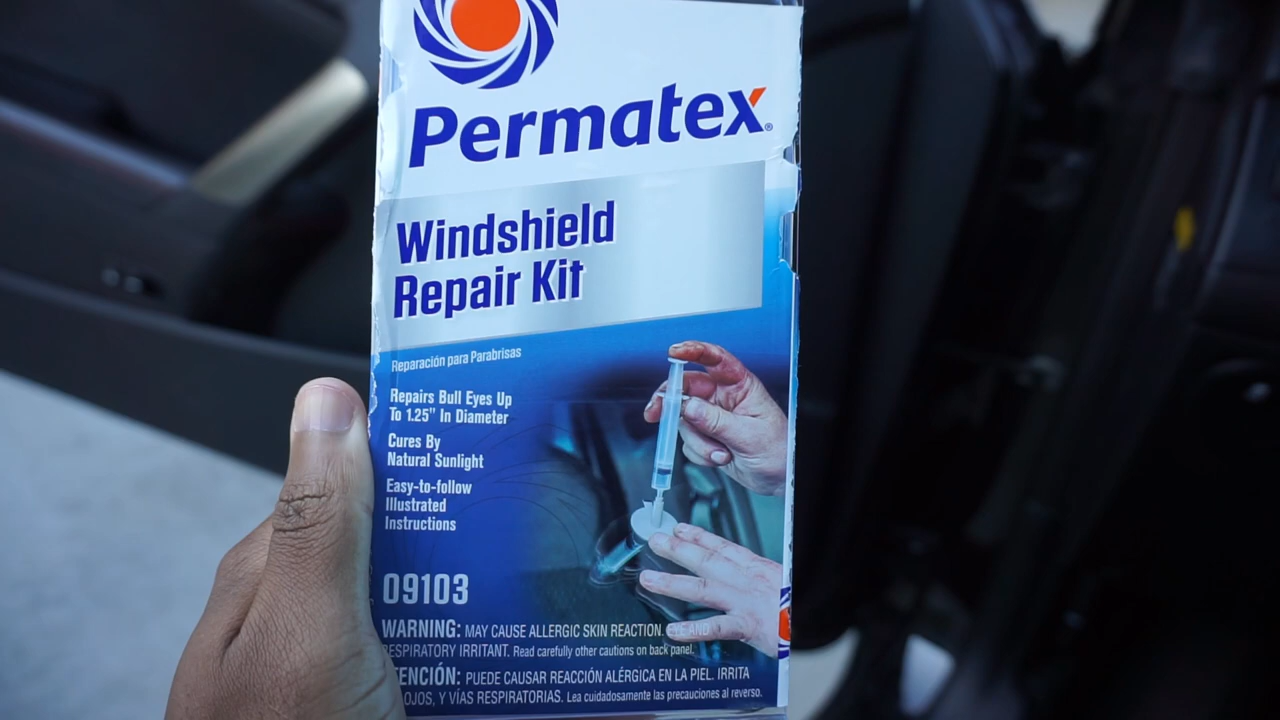 Permatex®
Windshield
Repair Kit
Reparación para Parabrisas
Repairs Bull Eyes Up
To 1.25" In Diameter
Cures By
Natural Sunlight
Easy-to-follow
Illustrated
Instructions
09103
WARNING: MAY CAUSE ALLERGIC SKIN REACTION. EYE AND
RESPIRATORY IRRITANT. Read carefully other cautions on back panel.
TENCIÓN: PUEDE CAUSAR REACCIÓN ALÉRGICA EN LA PIEL. IRRITA
OJOS, Y VÍAS RESPIRATORIAS. Lea cuidadosamente las precauciones al reverso.